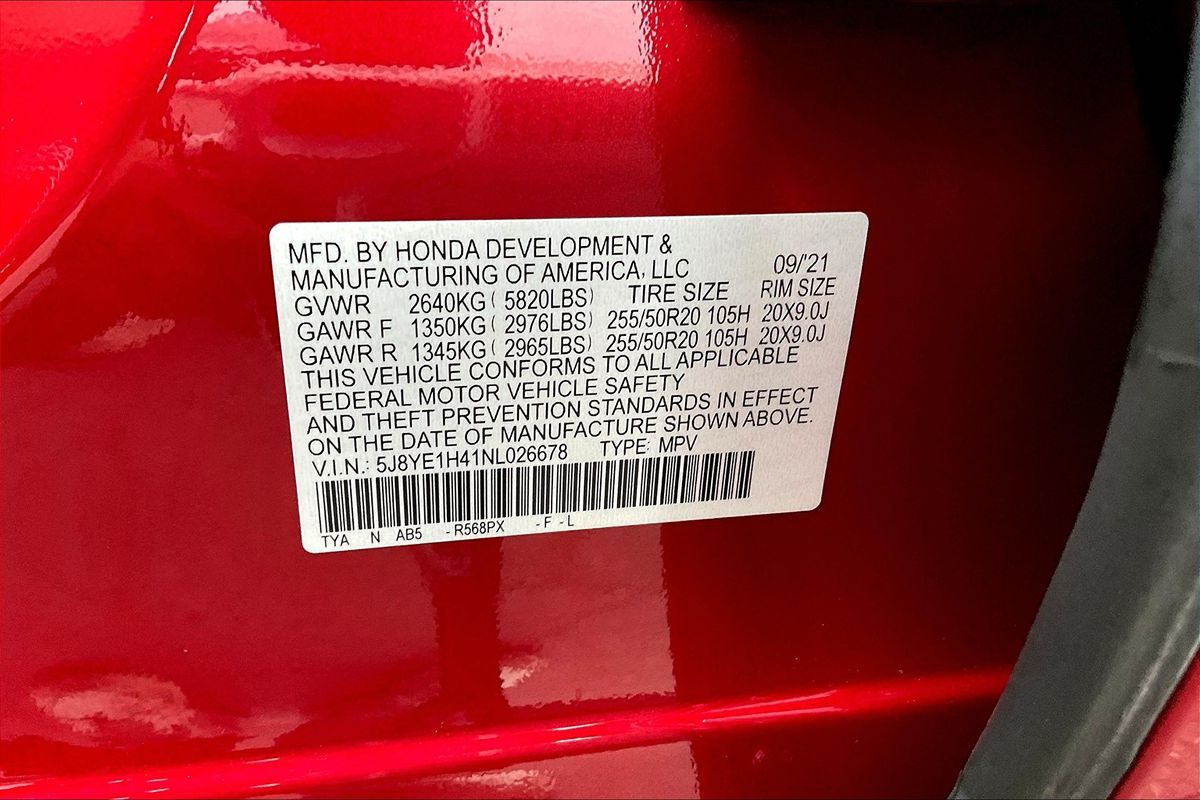 MFD. BY HONDA DEVELOPMENT &
MANUFACTURING OF AMERICA, LLC 09/'21
GVWR 2640KG ( 5820LBS) TIRE SIZE RIM SIZE
GAWR F 1350KG ( 2976LBS) 255/50R20 105H 20X9.0J
GAWR R 1345KG ( 2965LBS) 255/50R20 105H 20X9.0J
THIS VEHICLE CONFORMS TO ALL APPLICABLE
FEDERAL MOTOR VEHICLE SAFETY
AND THEFT PREVENTION STANDARDS IN EFFECT
ON THE DATE OF MANUFACTURE SHOWN ABOVE.
V.I.N.: 5J8YE1H41NL026678 TYPE: MPV
TYA N AB5 -R568PX -F -L